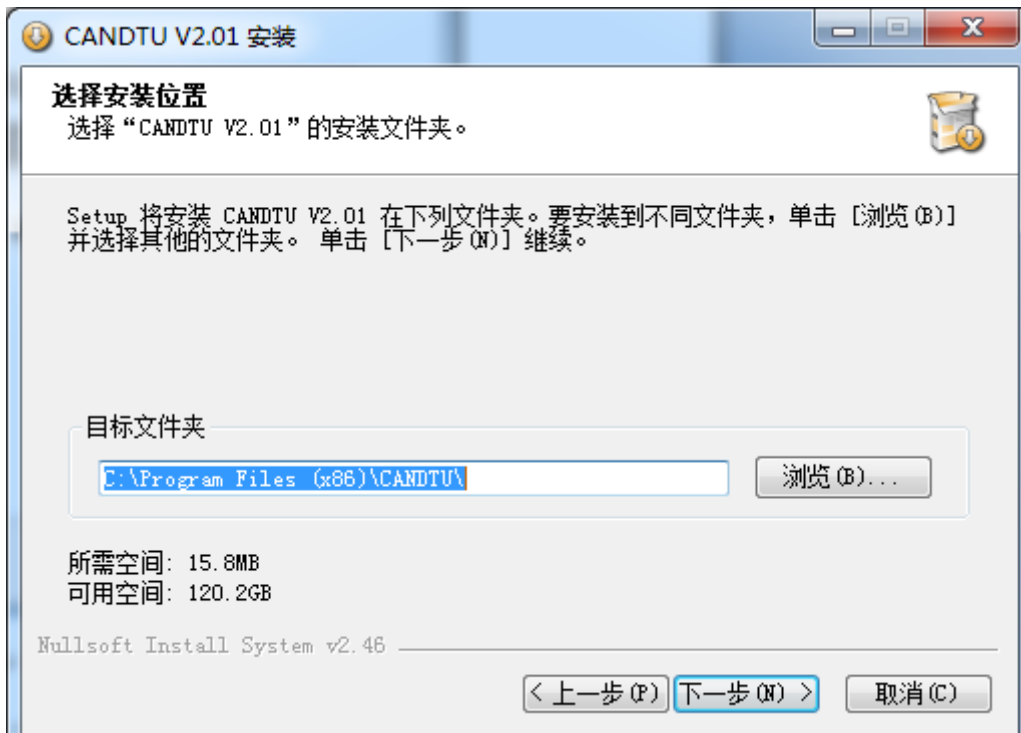 CANDTU V2.01 安装
选择安装位置
选择“CANDTU V2.01”的安装文件夹。
Setup 将安装 CANDTU V2.01 在下列文件夹。要安装到不同文件夹，单击 [浏览(B)]
并选择其他的文件夹。 单击 [下一步(N)] 继续。
目标文件夹
C:\Program Files (x86)\CANDTU\
浏览(B)...
所需空间: 15.8MB
可用空间: 120.2GB
Nullsoft Install System v2.46
< 上一步(P) 下一步(N) > 取消(C)